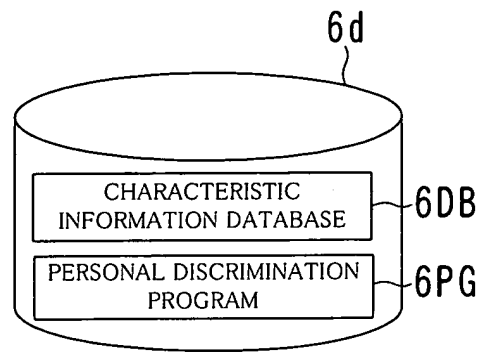 6d
CHARACTERISTIC
INFORMATION DATABASE
6DB
PERSONAL DISCRIMINATION
PROGRAM
6PG